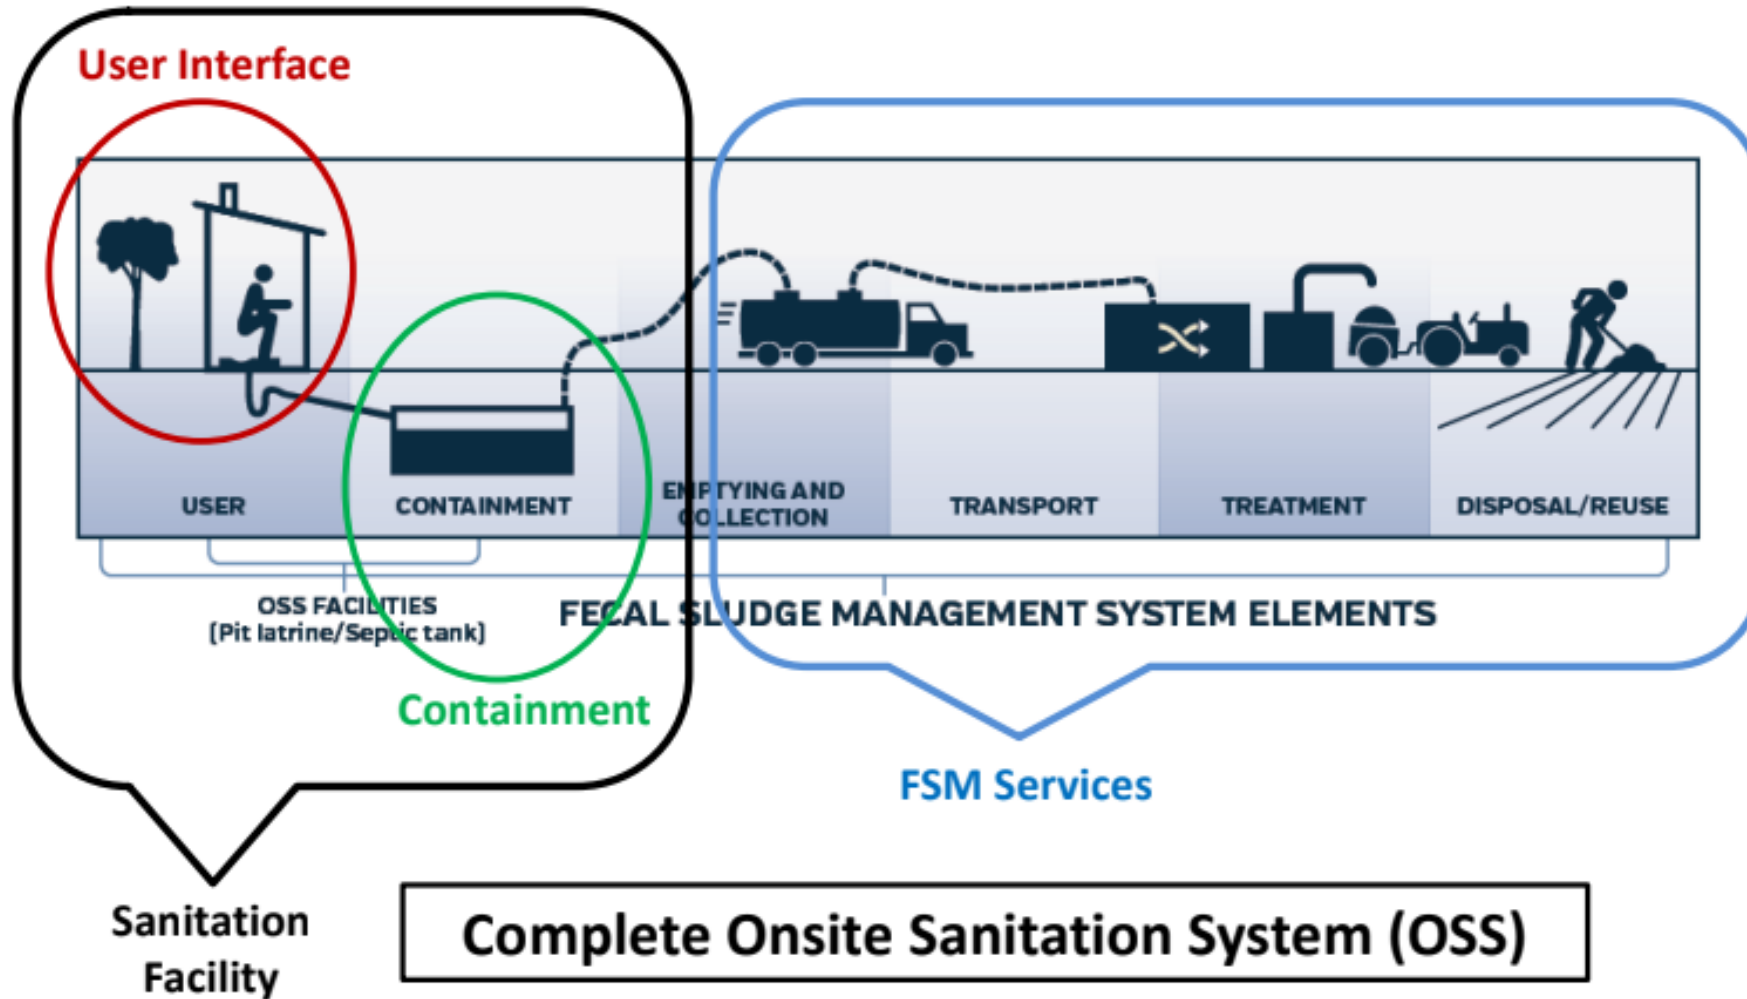 User Interface
USER
CONTAINMENT
EMPTYING AND
COLLECTION
TRANSPORT
TREATMENT
DISPOSAL/REUSE
OSS FACILITIES
(Pit latrine/Septic tank)
FECAL SLUDGE MANAGEMENT SYSTEM ELEMENTS
Containment
FSM Services
Sanitation
Facility
Complete Onsite Sanitation System (OSS)